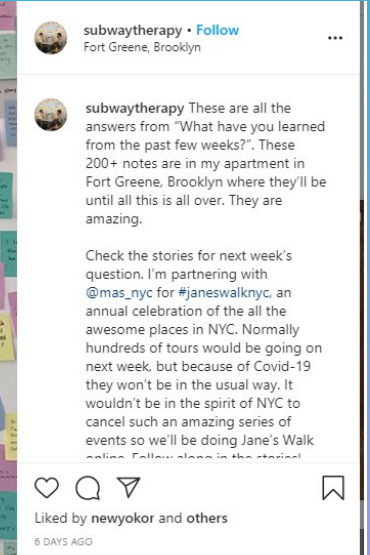 subwaytherapy • Follow
Fort Greene, Brooklyn
subwaytherapy These are all the
answers from “What have you learned
from the past few weeks?”. These
200+ notes are in my apartment in
Fort Greene, Brooklyn where they’ll be
until all this is all over. They are
amazing.
Check the stories for next week’s
question. I’m partnering with
@mas_nyc for #janeswalknyc, an
annual celebration of the all the
awesome places in NYC. Normally
hundreds of tours would be going on
next week, but because of Covid-19
they won’t be in the usual way. It
wouldn’t be in the spirit of NYC to
cancel such an amazing series of
events so we’ll be doing Jane’s Walk
online. Follow along in the stories!
Liked by newyokor and others
6 DAYS AGO